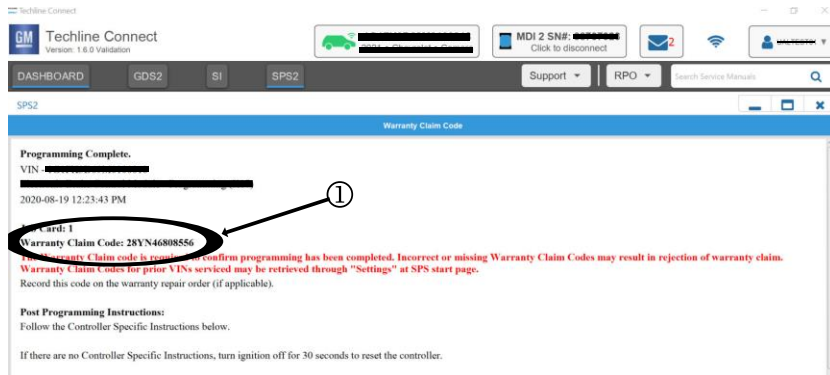 Techline Connect
GM
Techline Connect
Version: 1.6.0 Validation
MDI 2 SN#:
Click to disconnect
2
DASHBOARD GDS2 SI SPS2 Support RPO Search Service Manuals
SPS2
Warranty Claim Code
Programming Complete.
VIN -
2020-08-19 12:23:43 PM
1
Card: 1
Warranty Claim Code: 28YN46808556
Warranty Claim code is required to confirm programming has been completed. Incorrect or missing Warranty Claim Codes may result in rejection of warranty claim.
Warranty Claim Codes for prior VINs serviced may be retrieved through "Settings" at SPS start page.
Record this code on the warranty repair order (if applicable).
Post Programming Instructions:
Follow the Controller Specific Instructions below.
If there are no Controller Specific Instructions, turn ignition off for 30 seconds to reset the controller.